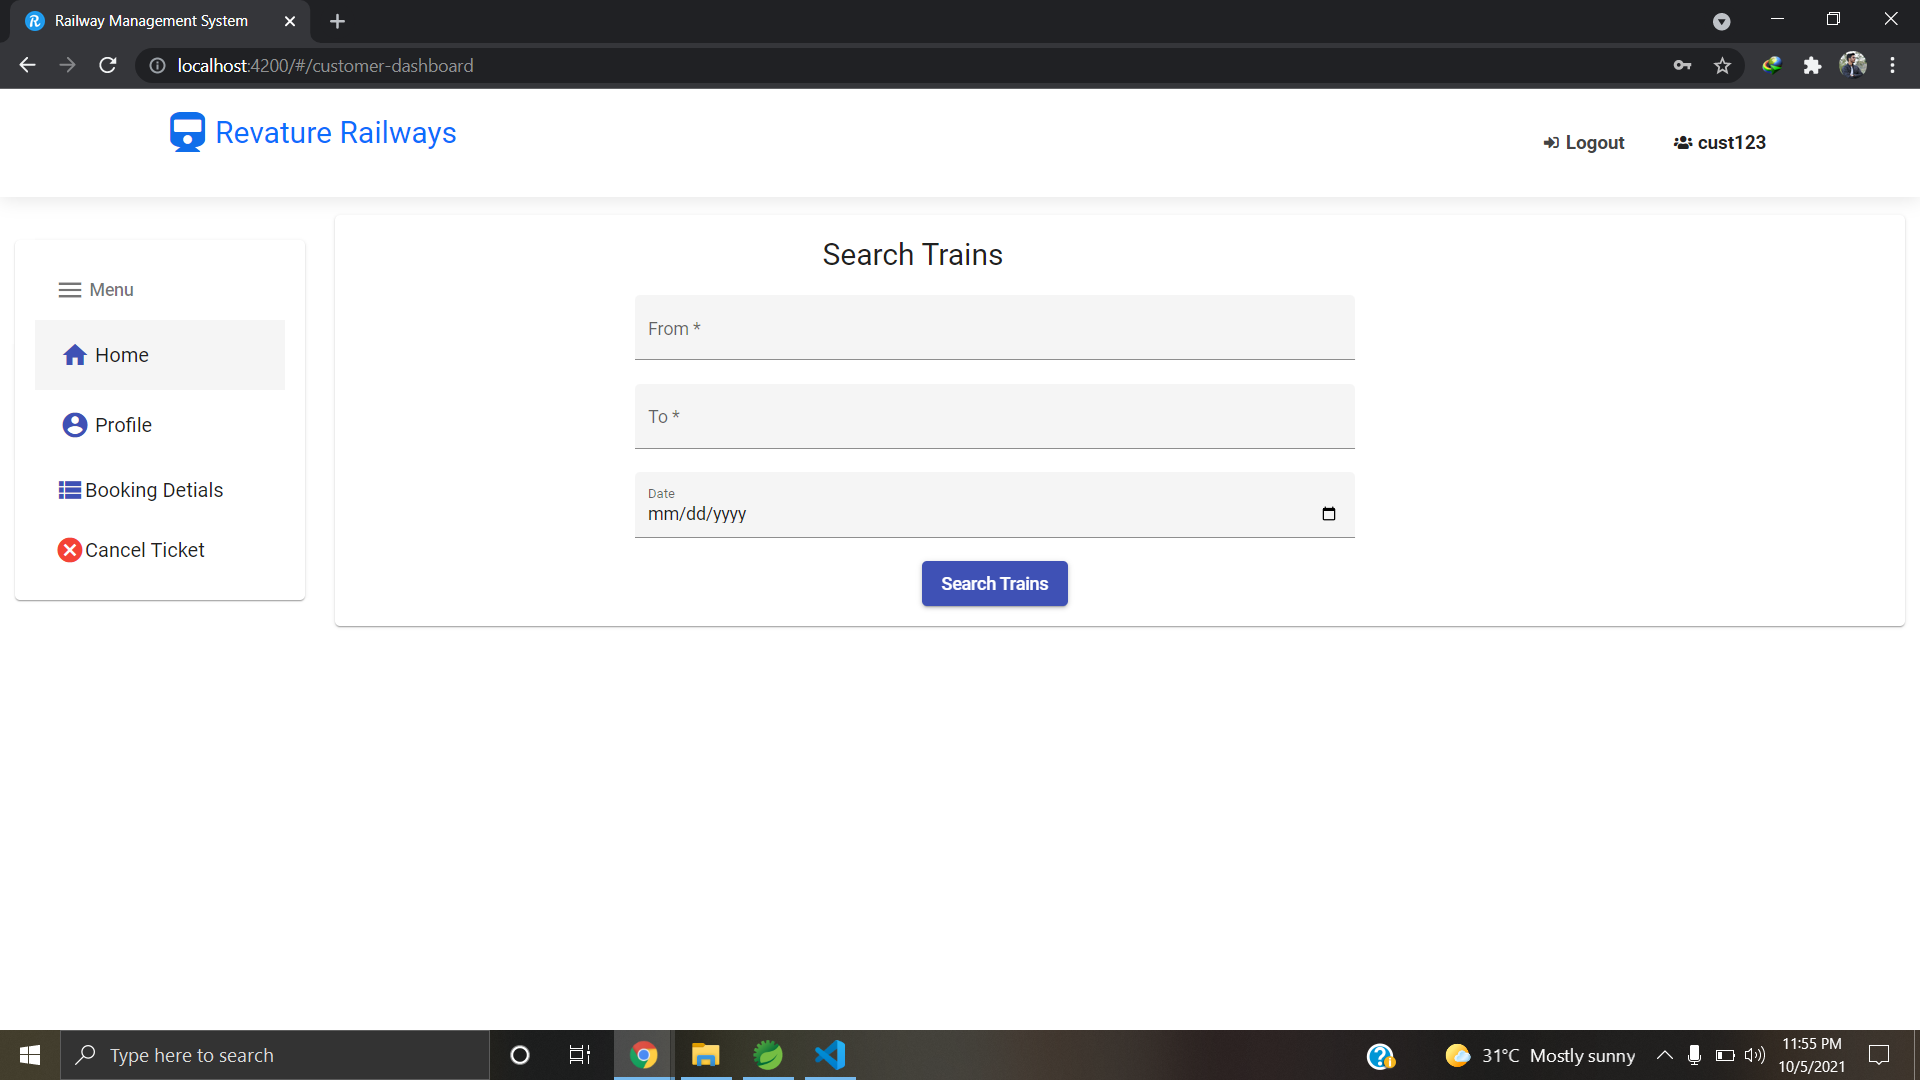 Railway Management System
localhost:4200/#/customer-dashboard
Revature Railways
Logout
cust123
Menu
Home
Profile
Booking Detials
Cancel Ticket
Search Trains
From *
To *
Date
mm/dd/yyyy
Search Trains
Type here to search
31°C Mostly sunny
11:55 PM
10/5/2021